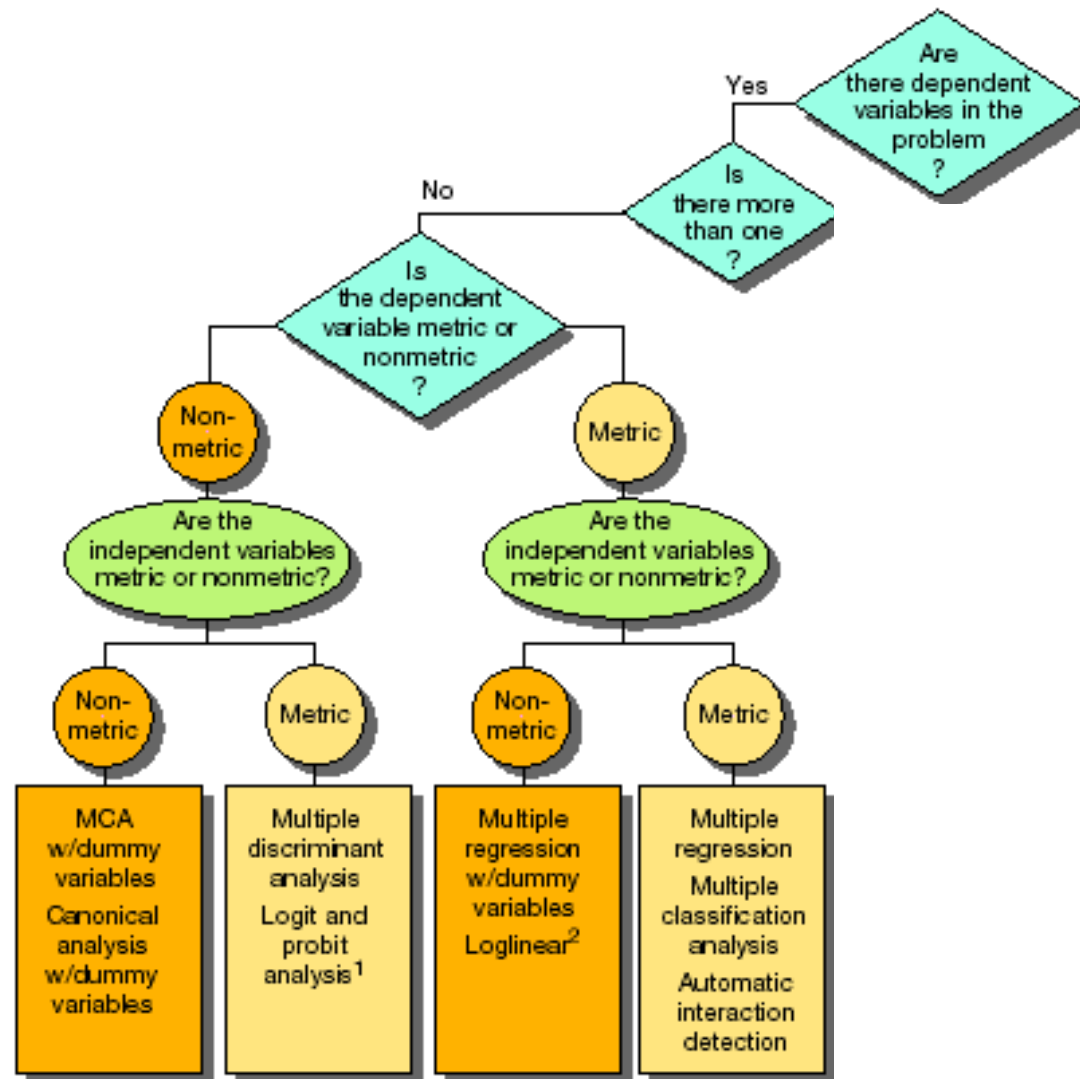 Are
there dependent
variables in the
problem
?
Yes
Is
there more
than one
?
No
Is
the dependent
variable metric or
nonmetric
?
Non-
metric
Metric
Are the
independent variables
metric or nonmetric?
Are the
independent variables
metric or nonmetric?
Non-
metric
Metric
Non-
metric
Metric
MCA
w/dummy
variables
Canonical
analysis
w/dummy
variables
Multiple
discriminant
analysis
Logit and
probit
analysis1
Multiple
regression
w/dummy
variables
Loglinear2
Multiple
regression
Multiple
classification
analysis
Automatic
interaction
detection